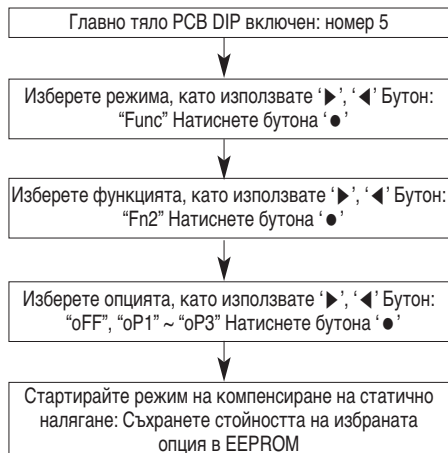 Главно тяло PCB DIP включен: номер 5
Изберете режима, като използвате ‘▶’, ‘◀’ Бутон:
“Func” Натиснете бутона ‘●’
Изберете функцията, като използвате ‘▶’, ‘◀’ Бутон:
“Fn2” Натиснете бутона ‘●’
Изберете опцията, като използвате ‘▶’, ‘◀’ Бутон:
“oFF”, “oP1” ~ “oP3” Натиснете бутона ‘●’
Стартирайте режим на компенсиране на статично
налягане: Съхранете стойността на избраната
опция в EEPROM